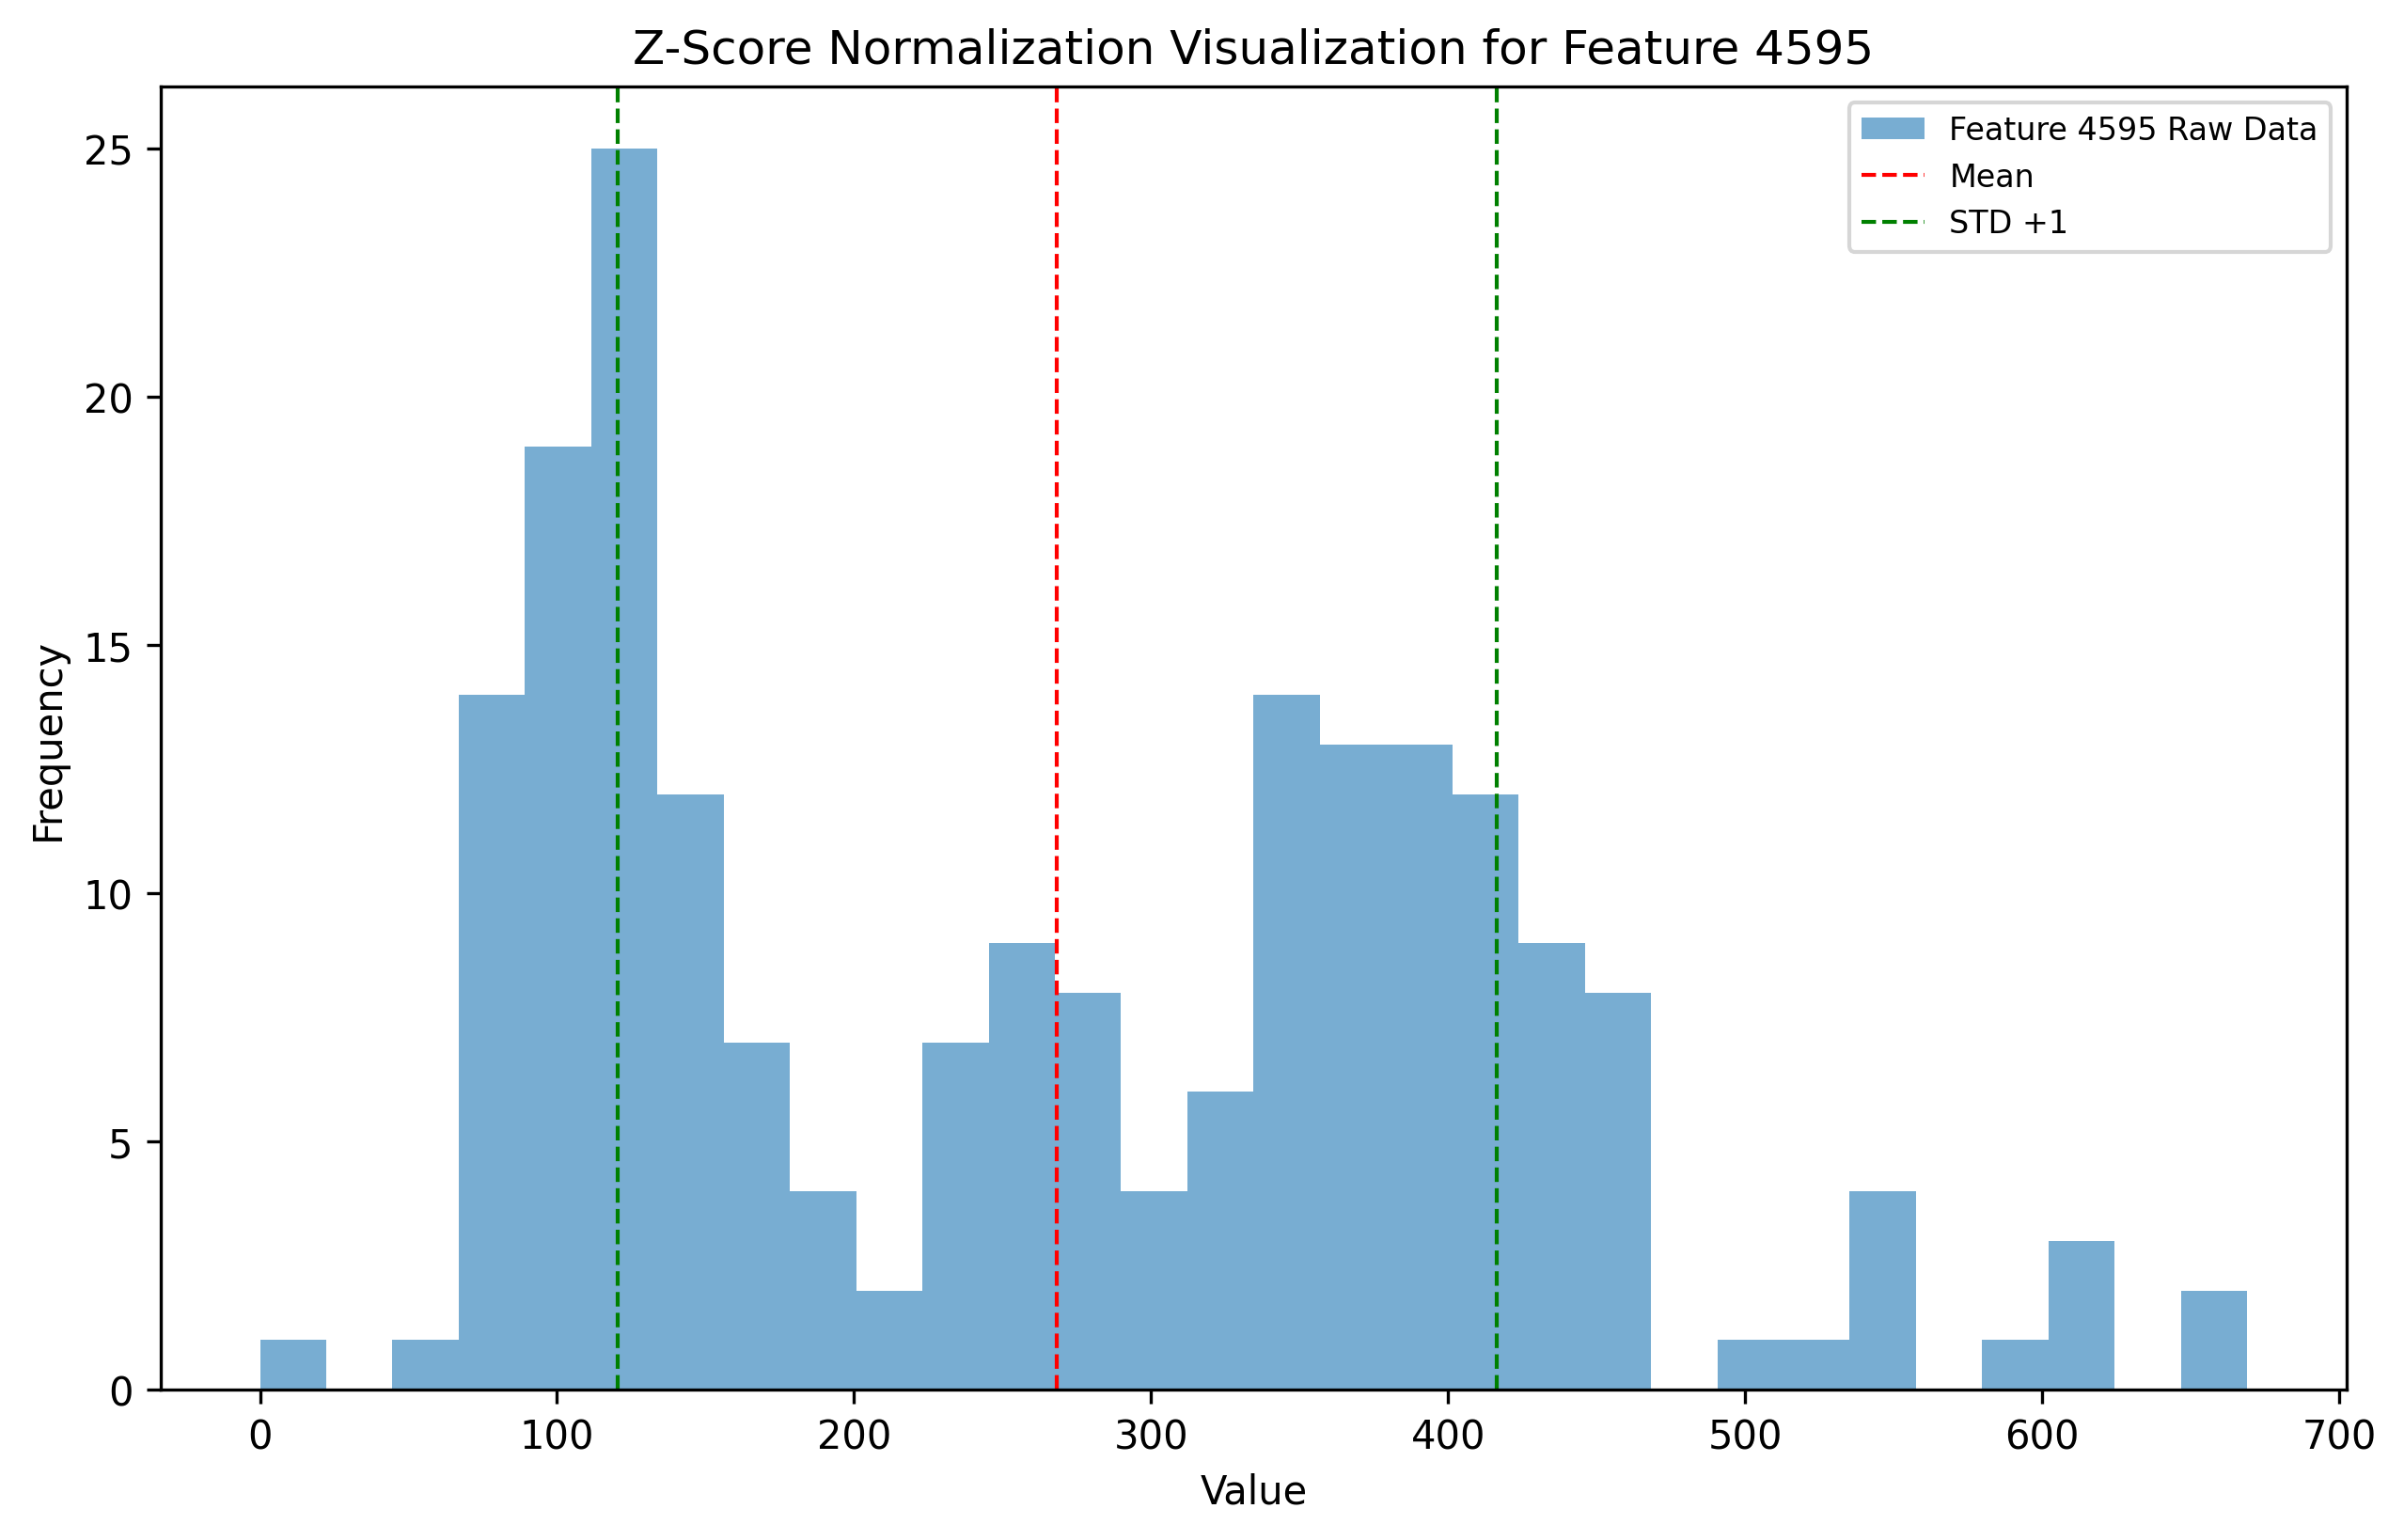 Z-Score Normalization Visualization for Feature 4595
Feature 4595 Raw Data
Mean
STD +1
25
20
15
10
5
0
Frequency
0 100 200 300 400 500 600 700
Value